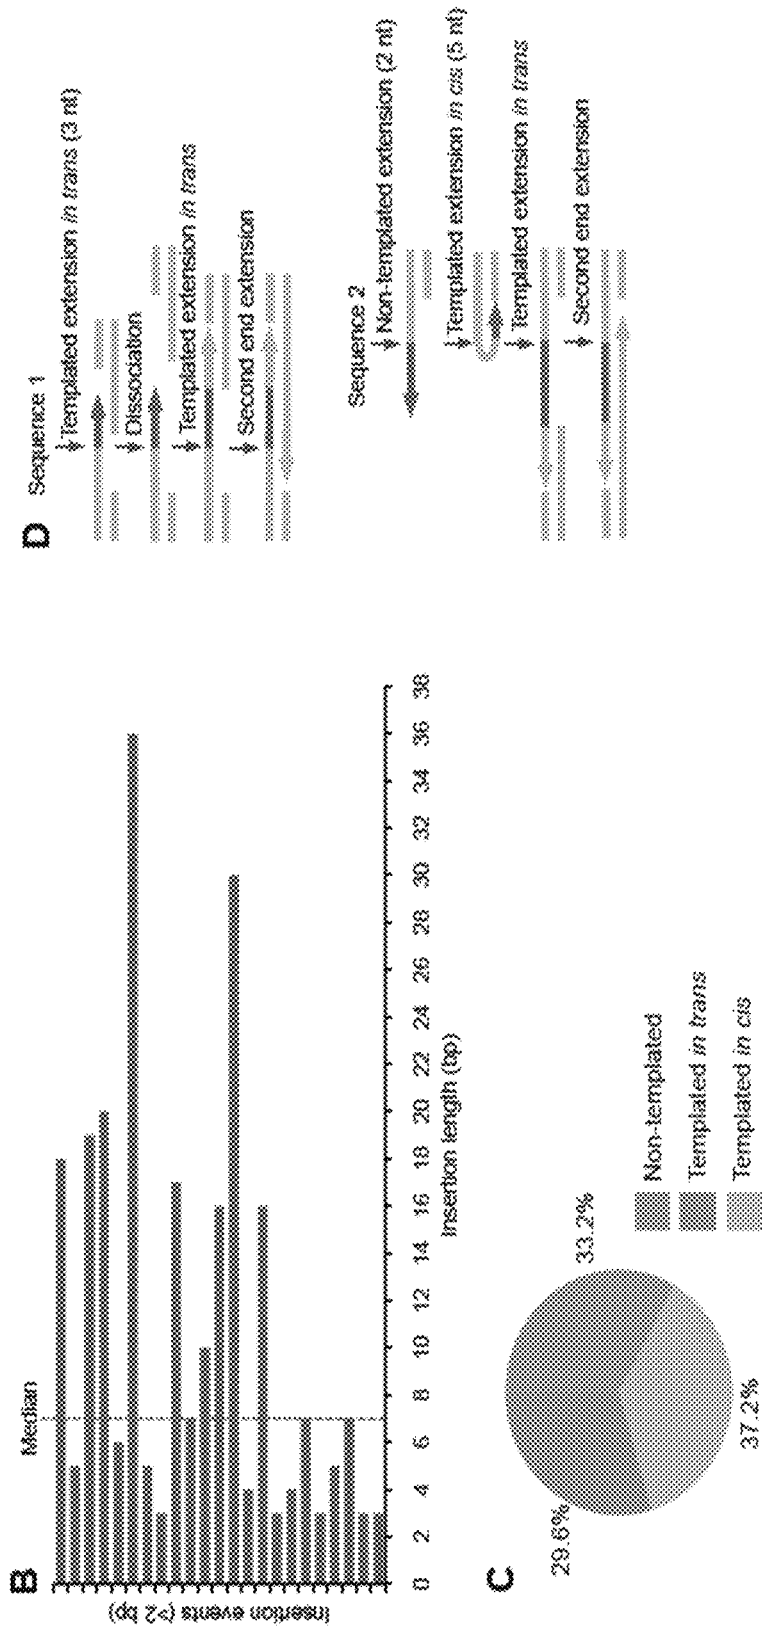 B
Median
Insertion events (>2 bp)
0 2 4 6 8 10 12 14 16 18 20 22 24 26 28 30 32 34 36 38
Insertion length (bp)
C
29.6%
33.2%
37.2%
Non-templated
Templated in trans
Templated in cis
D
Sequence 1
Templated extension in trans (3 nt)
Dissociation
Templated extension in trans
Second end extension
Sequence 2
Non-templated extension (2 nt)
Templated extension in cis (5 nt)
Templated extension in trans
Second end extension